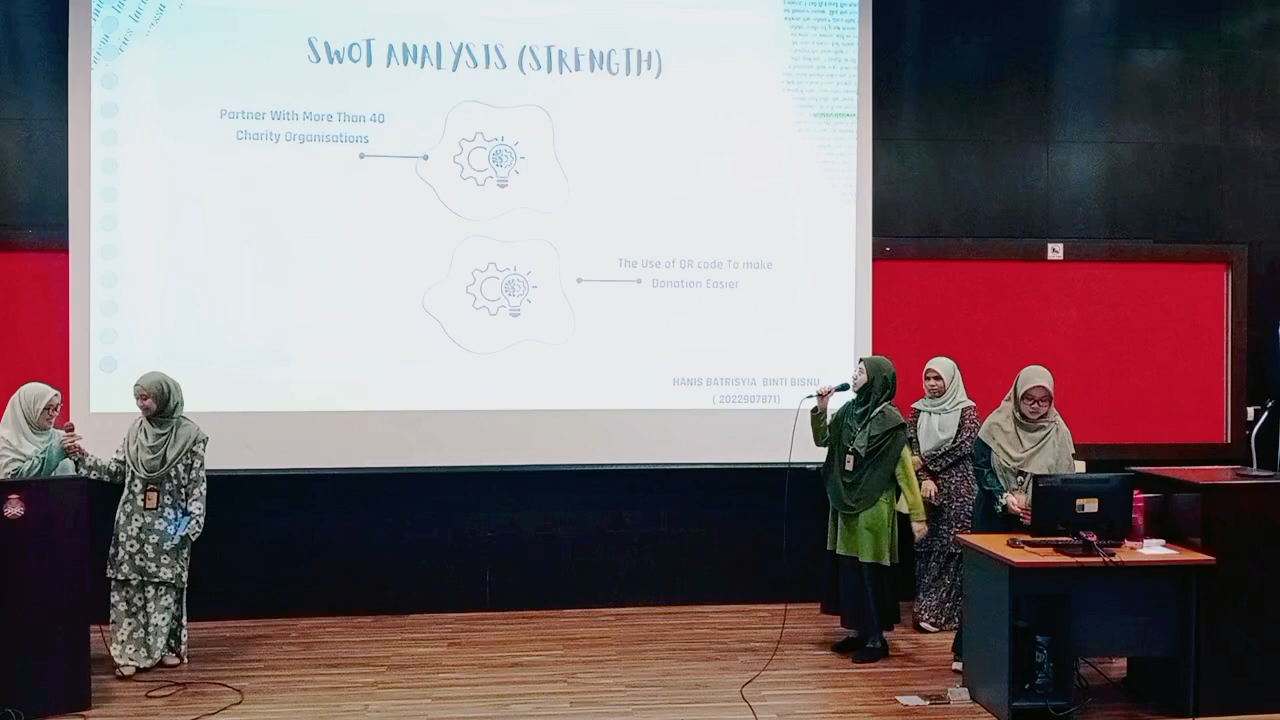 SWOT ANALYSIS (STRENGTH)
Partner With More Than 40
Charity Organisations
The Use of QR code To make
Donation Easier
HANIS BATRISYIA BINTI BISNU
( 2022907871)